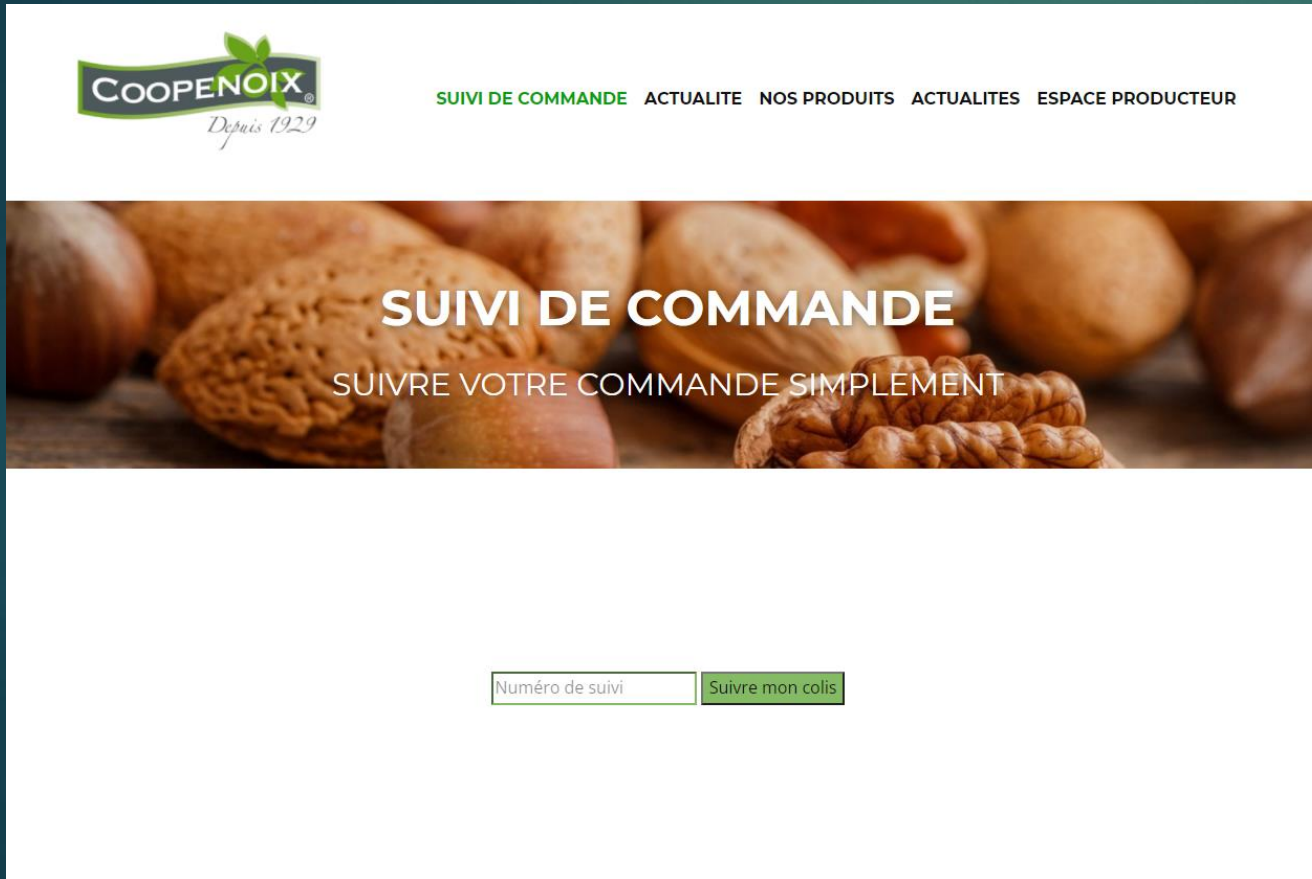 COOPENOIX®
Depuis 1929
SUIVI DE COMMANDE ACTUALITE NOS PRODUITS ACTUALITES ESPACE PRODUCTEUR
SUIVI DE COMMANDE
SUIVRE VOTRE COMMANDE SIMPLEMENT
Numéro de suivi Suivre mon colis